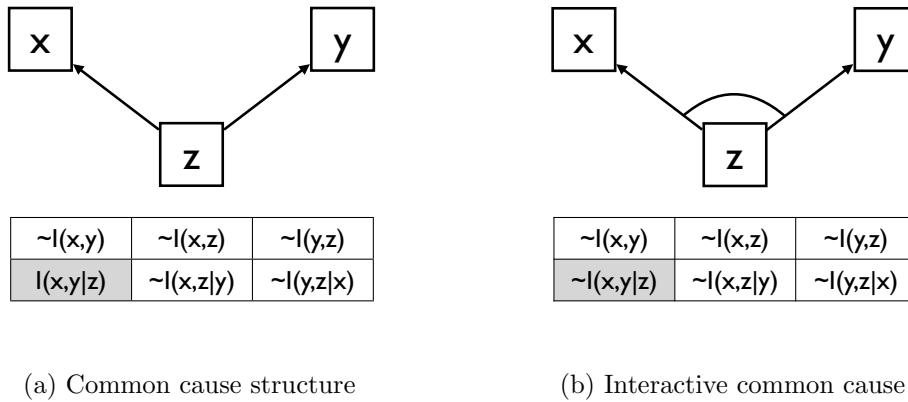 x y
z
~I(x,y) ~I(x,z) ~I(y,z)
I(x,y|z) ~I(x,z|y) ~I(y,z|x)
(a) Common cause structure
x y
z
~I(x,y) ~I(x,z) ~I(y,z)
~I(x,y|z) ~I(x,z|y) ~I(y,z|x)
(b) Interactive common cause